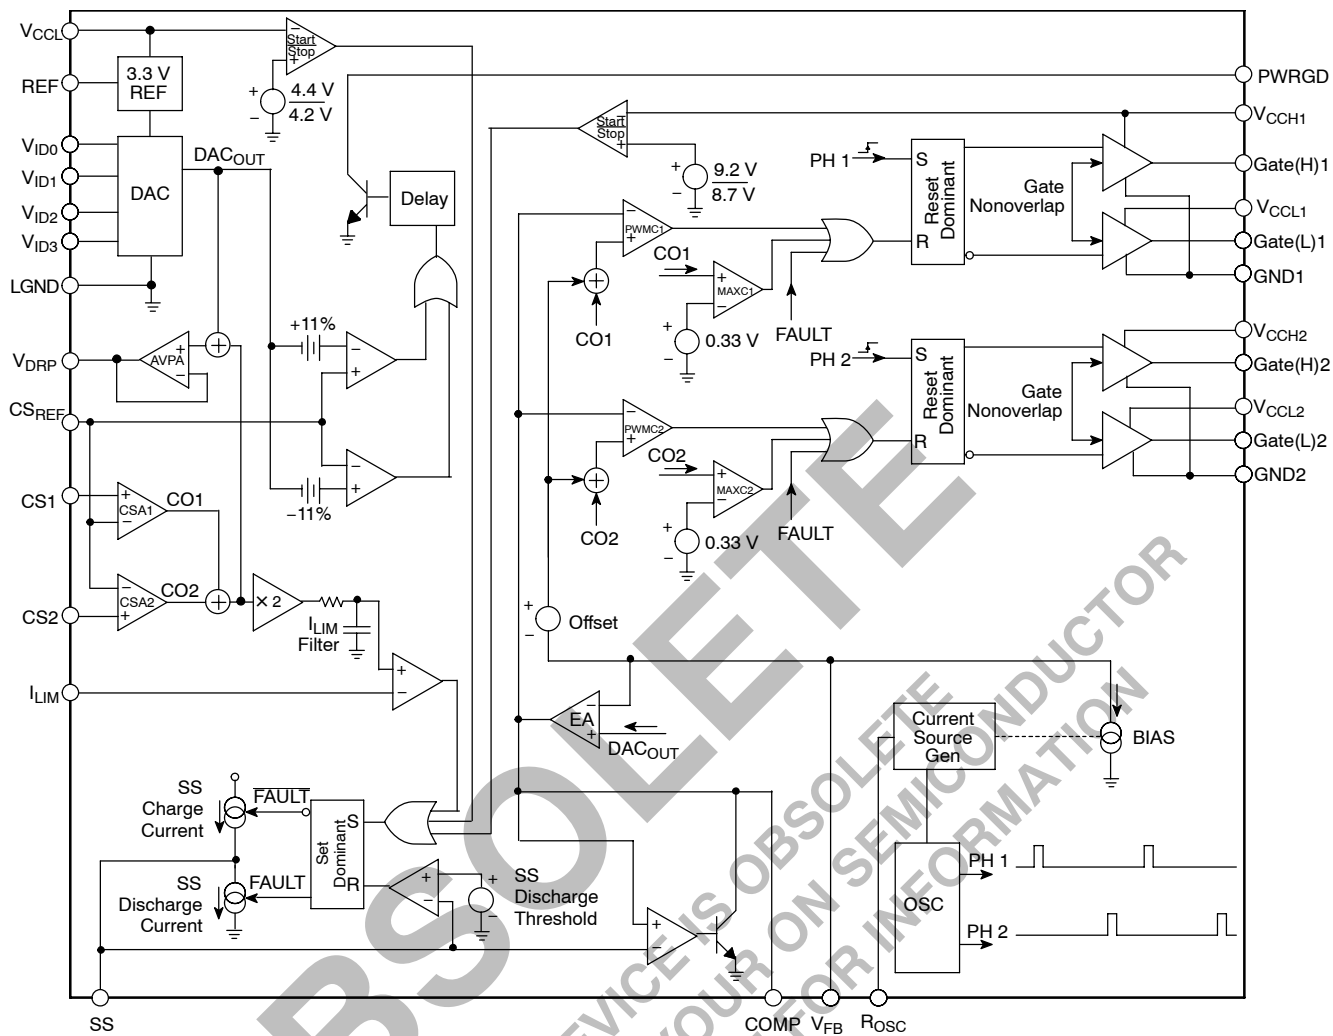 VCCL
REF
VID0
VID1
VID2
VID3
LGND
VDRP
CSREF
CS1
CS2
ILIM
3.3 V
REF
DAC
DACOUT
−
Start
Stop
+
+
−
4.4 V
4.2 V
Delay
+
AVPA
−
+
+11%
−
+
−
+
−11%
+
CSA1
−
CO1
−
CSA2
+
CO2
+
× 2
ILIM
Filter
+
−
SS
Charge
Current
FAULT
SS
Discharge
Current
FAULT
Set
Dominant
S
R
+
−
+
−
SS
Discharge
Threshold
−
Start
Stop
+
+
−
9.2 V
8.7 V
−
PWMC1
+
+
CO1
CO1
+
MAXC1
−
+
−
0.33 V
FAULT
PH 1
S
R
Reset
Dominant
Gate
Nonoverlap
−
PWMC2
+
+
CO2
CO2
+
MAXC2
−
+
−
0.33 V
FAULT
PH 2
S
R
Reset
Dominant
Gate
Nonoverlap
+
−
Offset
−
EA
+
DACOUT
Current
Source
Gen
BIAS
OSC
PH 1
PH 2
+
−
PWRGD
VCCH1
Gate(H)1
VCCL1
Gate(L)1
GND1
VCCH2
Gate(H)2
VCCL2
Gate(L)2
GND2
SS
COMP
VFB
ROSC
OBSOLETE
DEVICE IS OBSOLETE
YOUR ON SEMICONDUCTOR
FOR INFORMATION